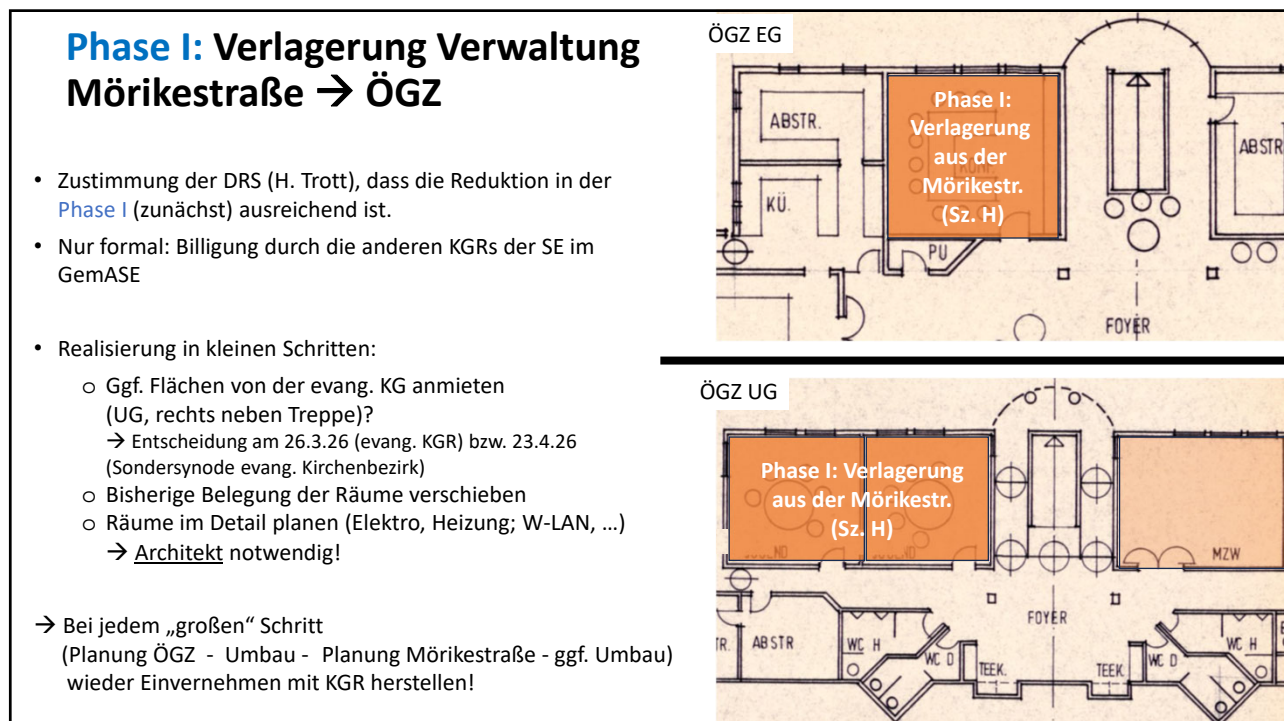 Phase I: Verlagerung Verwaltung
Mörikestraße → ÖGZ
• Zustimmung der DRS (H. Trott), dass die Reduktion in der
Phase I (zunächst) ausreichend ist.
• Nur formal: Billigung durch die anderen KGRs der SE im
GemASE
• Realisierung in kleinen Schritten:
o Ggf. Flächen von der evang. KG anmieten
(UG, rechts neben Treppe)?
→ Entscheidung am 26.3.26 (evang. KGR) bzw. 23.4.26
(Sondersynode evang. Kirchenbezirk)
o Bisherige Belegung der Räume verschieben
o Räume im Detail planen (Elektro, Heizung; W-LAN, …)
→ Architekt notwendig!
→ Bei jedem „großen“ Schritt
(Planung ÖGZ - Umbau - Planung Mörikestraße - ggf. Umbau)
wieder Einvernehmen mit KGR herstellen!
ÖGZ EG
ABSTR.
KÜ.
Phase I:
Verlagerung
aus der
Mörikestr.
(Sz. H)
KONF.
PU
ABSTR
FOYER
ÖGZ UG
Phase I: Verlagerung
aus der Mörikestr.
(Sz. H)
JUGEND
JUGEND
MZW
FOYER
TR.
ABSTR
WC H
WC D
TEEK.
TEEK.
WC D
WC H